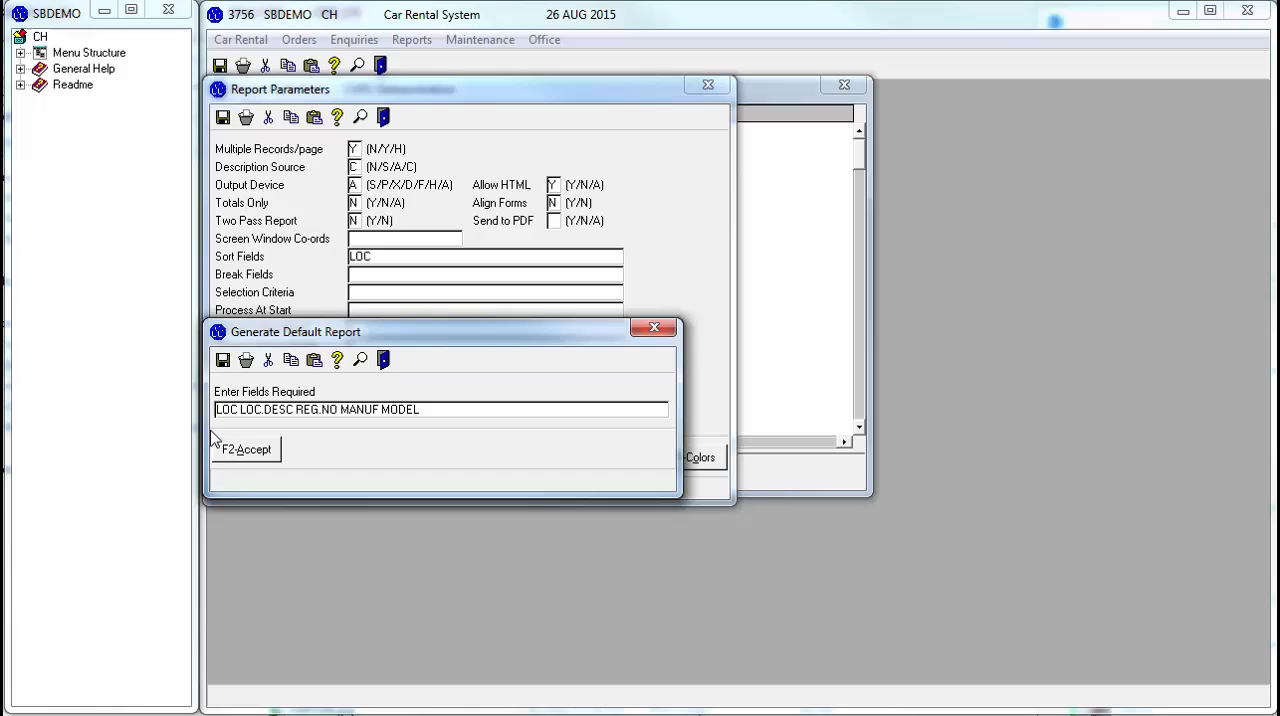 SBDEMO
CH
Menu Structure
General Help
Readme
3756 SBDEMO CH Car Rental System 26 AUG 2015
Car Rental Orders Enquiries Reports Maintenance Office
Report Parameters
Multiple Records/page Y (N/Y/H)
Description Source C (N/S/A/C)
Output Device A (S/P/X/D/F/H/A) Allow HTML Y (Y/N/A)
Totals Only N (Y/N/A) Align Forms N (Y/N)
Two Pass Report N (Y/N) Send to PDF (Y/N/A)
Screen Window Co-ords
Sort Fields LOC
Break Fields
Selection Criteria
Process At Start
Generate Default Report
Enter Fields Required
LOC LOC.DESC REG.NO MANUF MODEL
F2-Accept
-Colors